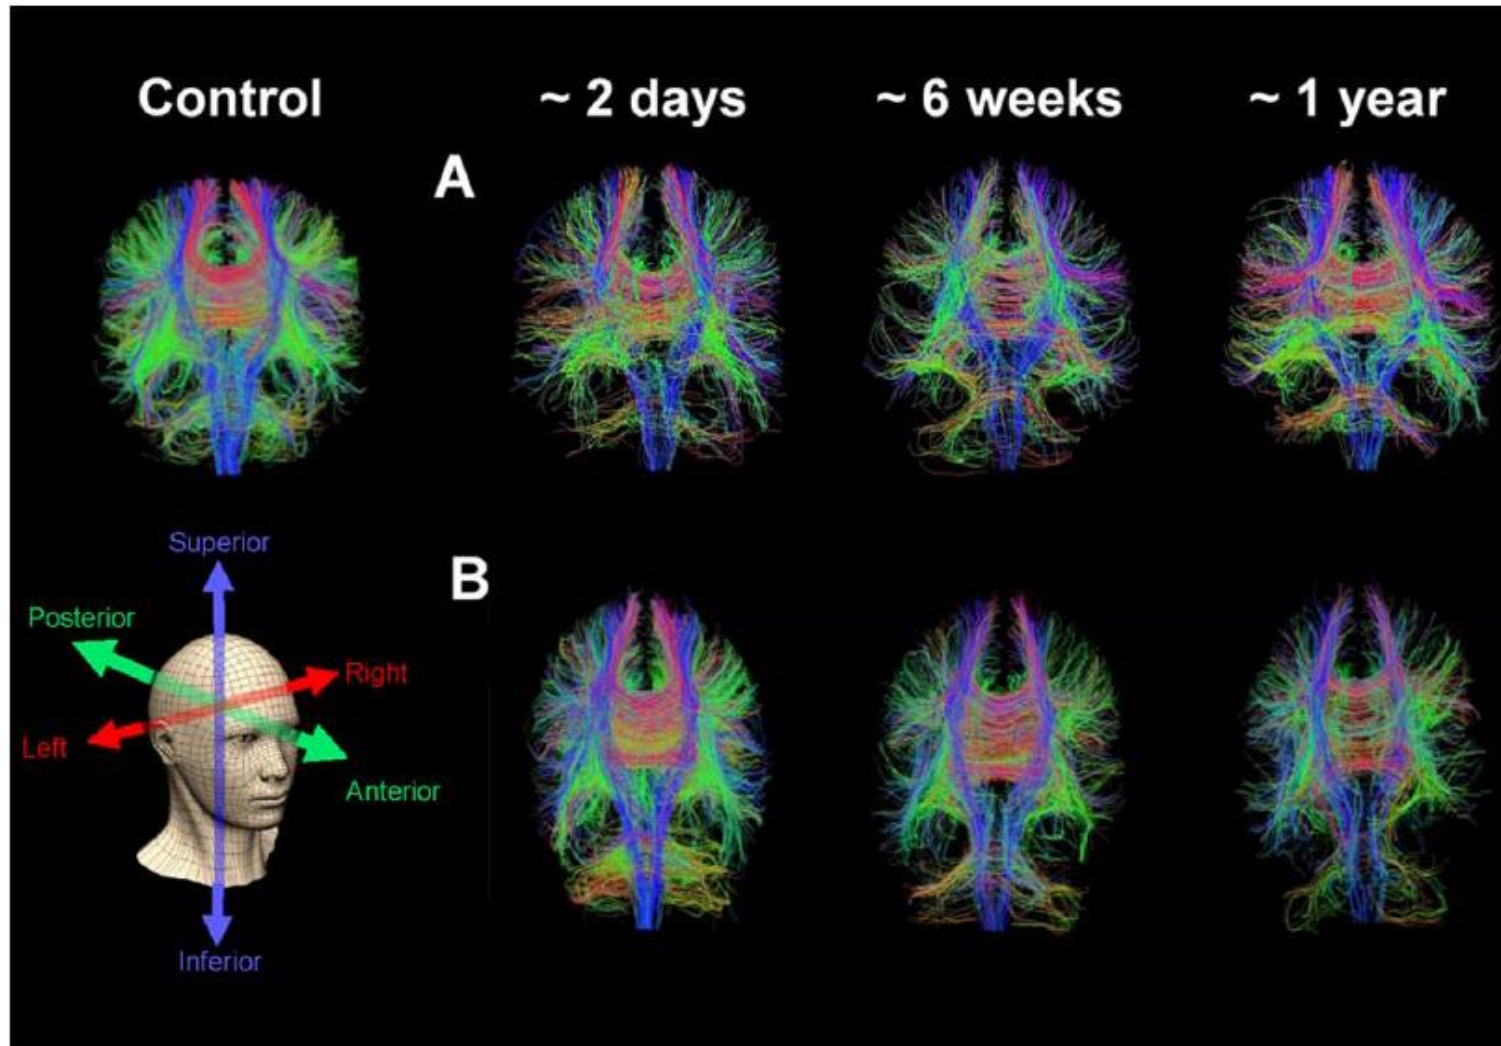 Control
~ 2 days
~ 6 weeks
~ 1 year
A
Superior
Posterior
Right
Left
Anterior
Inferior
B